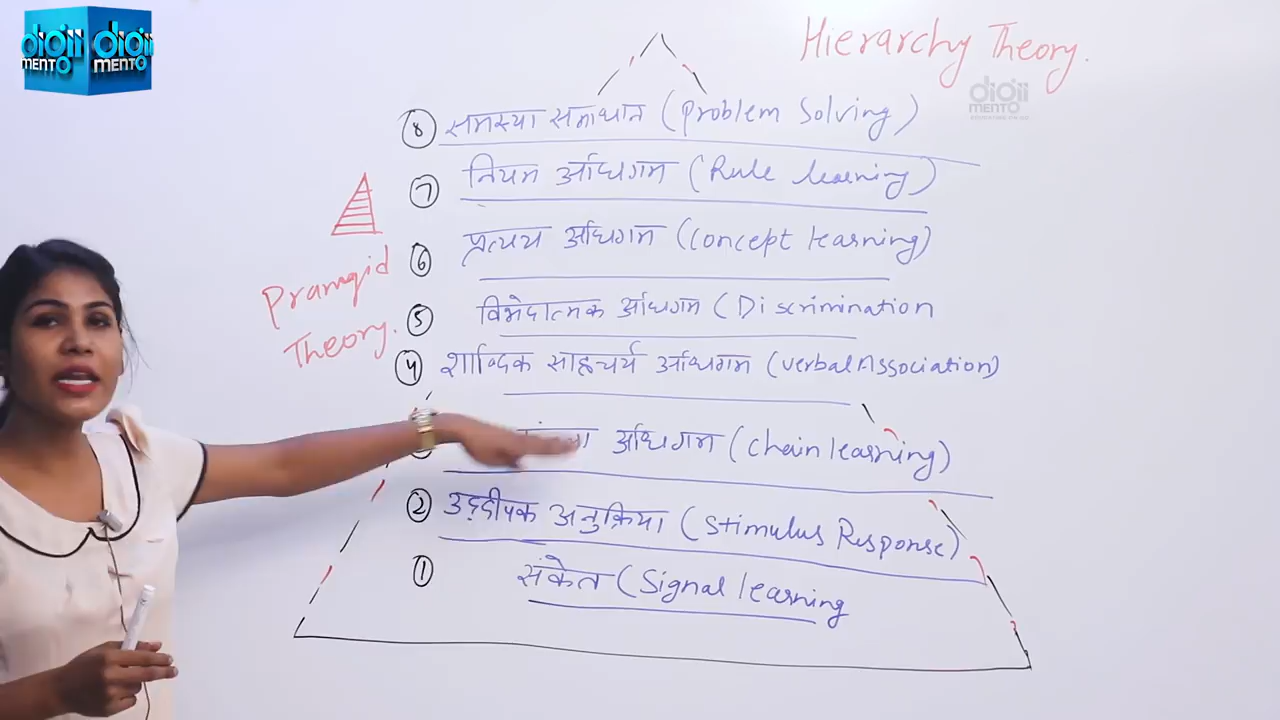 digii MENTO digii MENTO
Hierarchy Theory.
digii MENTO
⑧ समस्या समाधान (Problem Solving)
⑦ नियम अधिगम (Rule learning)
⑥ प्रत्यय अधिगम (Concept learning)
⑤ विभेदात्मक अधिगम (Discrimination
④ शाब्दिक साहचर्य अधिगम (verbal Association)
अधिगम (Chain learning)
② उद्दीपक अनुक्रिया (Stimulus Response)
① संकेत (Signal learning
Pramyid
Theory.